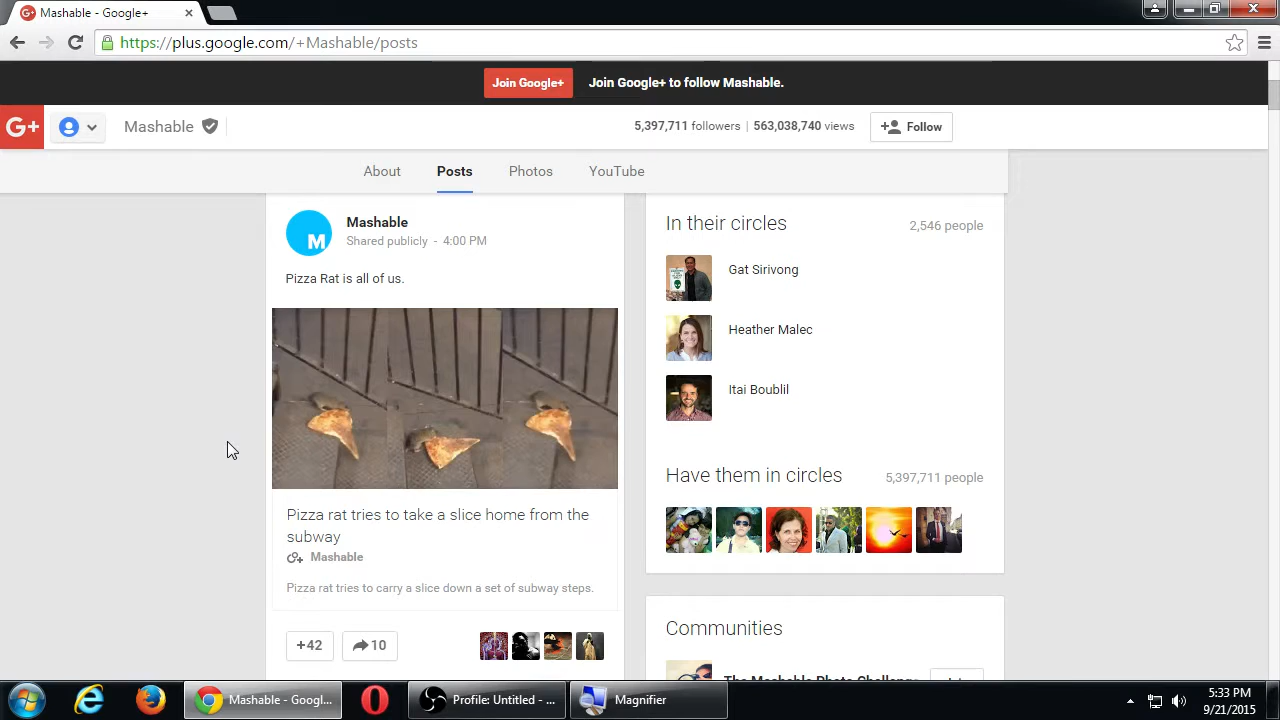 Mashable - Google+
https://plus.google.com/+Mashable/posts
Join Google+ Join Google+ to follow Mashable.
G+ Mashable 5,397,711 followers | 563,038,740 views Follow
About Posts Photos YouTube
M
Mashable
Shared publicly - 4:00 PM
Pizza Rat is all of us.
Pizza rat tries to take a slice home from the
subway
Mashable
Pizza rat tries to carry a slice down a set of subway steps.
+42 10
In their circles 2,546 people
Gat Sirivong
Heather Malec
Itai Boublil
Have them in circles 5,397,711 people
Communities
The Mashable Photo Challenge
Mashable - Googl... Profile: Untitled - ... Magnifier
5:33 PM
9/21/2015